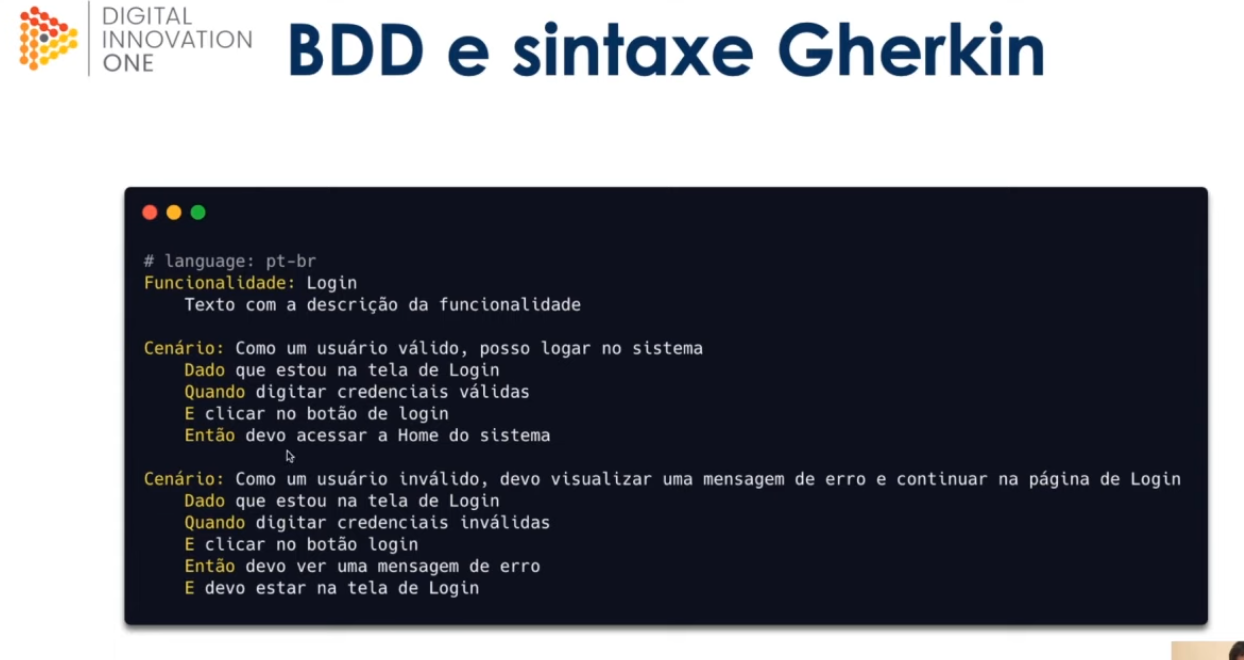 DIGITAL
INNOVATION
ONE
BDD e sintaxe Gherkin
# language: pt-br
Funcionalidade: Login
Texto com a descrição da funcionalidade
Cenário: Como um usuário válido, posso logar no sistema
Dado que estou na tela de Login
Quando digitar credenciais válidas
E clicar no botão de login
Então devo acessar a Home do sistema
Cenário: Como um usuário inválido, devo visualizar uma mensagem de erro e continuar na página de Login
Dado que estou na tela de Login
Quando digitar credenciais inválidas
E clicar no botão login
Então devo ver uma mensagem de erro
E devo estar na tela de Login